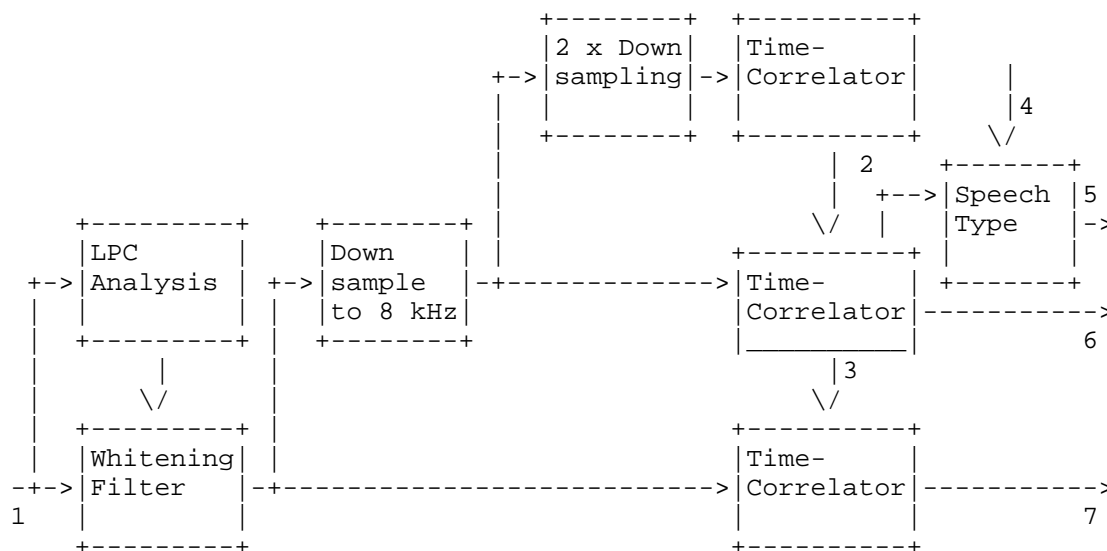 2 x Down
sampling
Time-
Correlator
4
2
Speech
Type
5
LPC
Analysis
Down
sample
to 8 kHz
Time-
Correlator
6
3
Whitening
Filter
Time-
Correlator
1
7